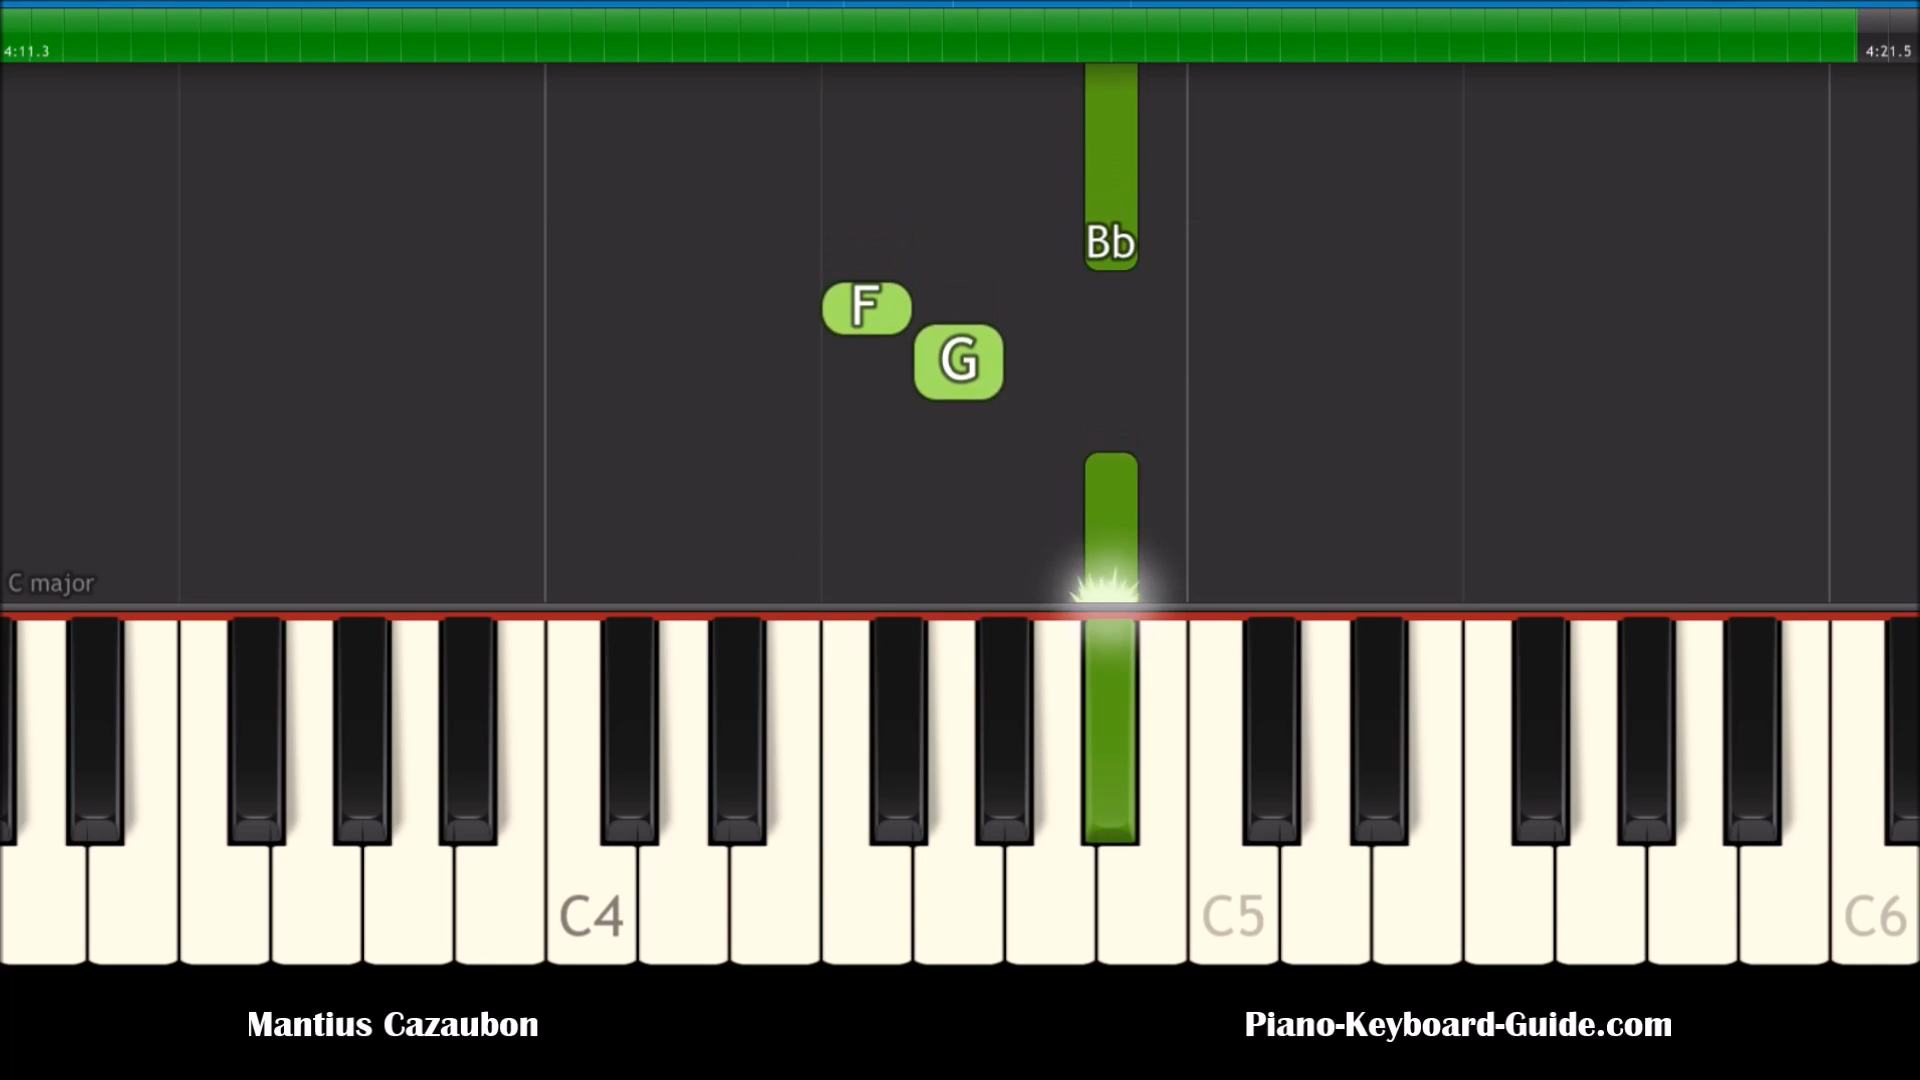 4:11.3
4:21.5
Bb
F
G
C major
C4
C5
C6
Mantius Cazaubon
Piano-Keyboard-Guide.com